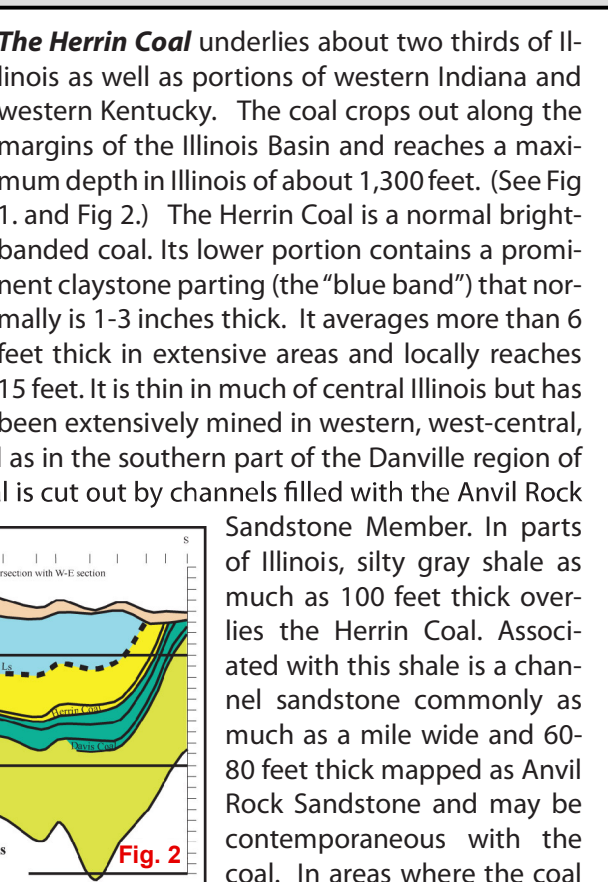 The Herrin Coal underlies about two thirds of Il-
linois as well as portions of western Indiana and
western Kentucky. The coal crops out along the
margins of the Illinois Basin and reaches a maxi-
mum depth in Illinois of about 1,300 feet. (See Fig
1. and Fig 2.) The Herrin Coal is a normal bright-
banded coal. Its lower portion contains a promi-
nent claystone parting (the “blue band”) that nor-
mally is 1-3 inches thick. It averages more than 6
feet thick in extensive areas and locally reaches
15 feet. It is thin in much of central Illinois but has
been extensively mined in western, west-central,
as in the southern part of the Danville region of
is cut out by channels filled with the Anvil Rock
Sandstone Member. In parts
of Illinois, silty gray shale as
much as 100 feet thick over-
lies the Herrin Coal. Associ-
ated with this shale is a chan-
nel sandstone commonly as
much as a mile wide and 60-
80 feet thick mapped as Anvil
Rock Sandstone and may be
contemporaneous with the
coal. In areas where the coal
S
rsection with W-E section
Ls
Herrin Coal
Davis Coal
s
Fig. 2